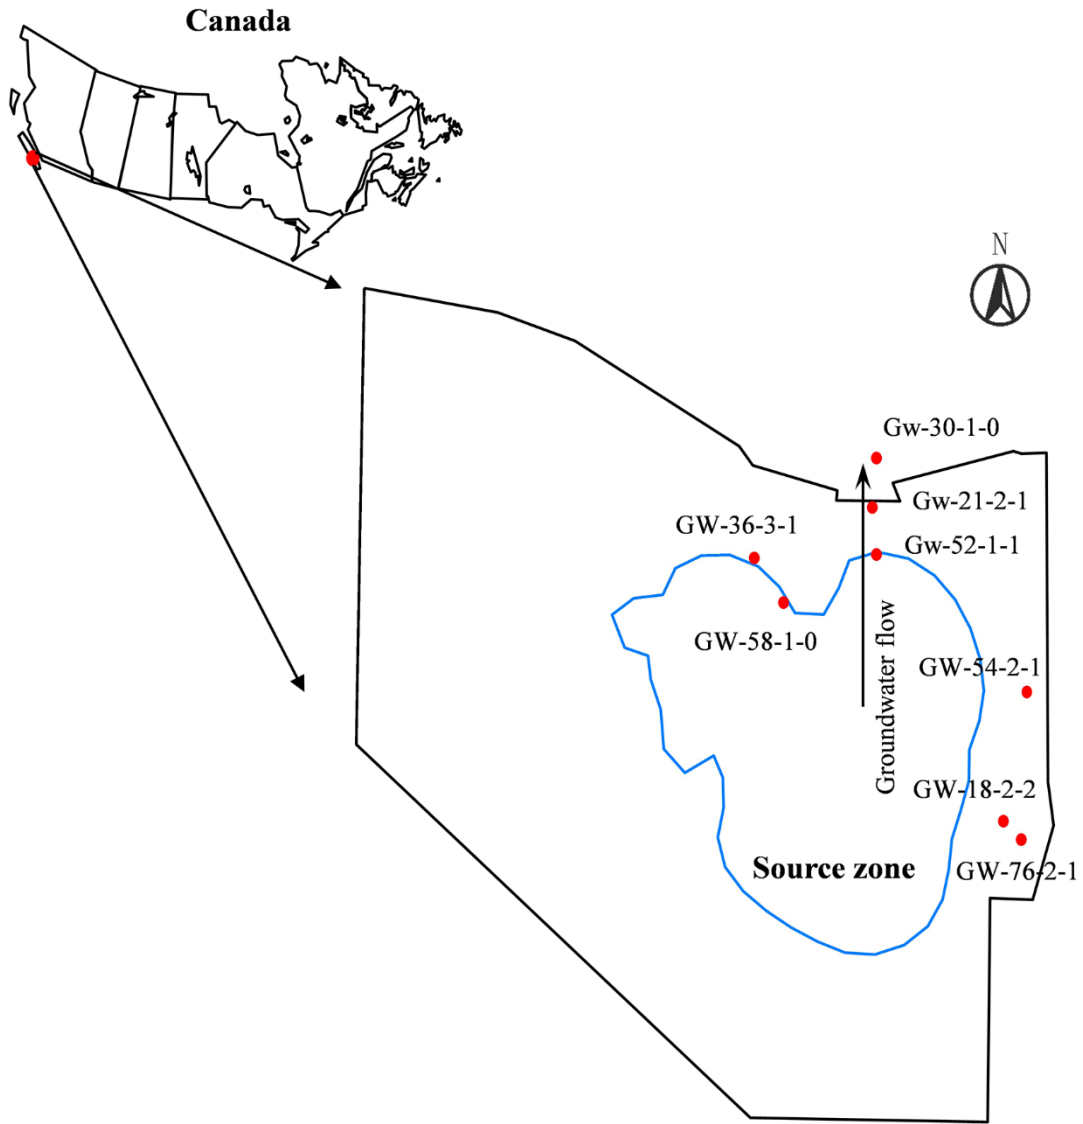 Canada
N
Gw-30-1-0
Gw-21-2-1
GW-36-3-1
Gw-52-1-1
GW-58-1-0
GW-54-2-1
Groundwater flow
GW-18-2-2
Source zone
GW-76-2-1